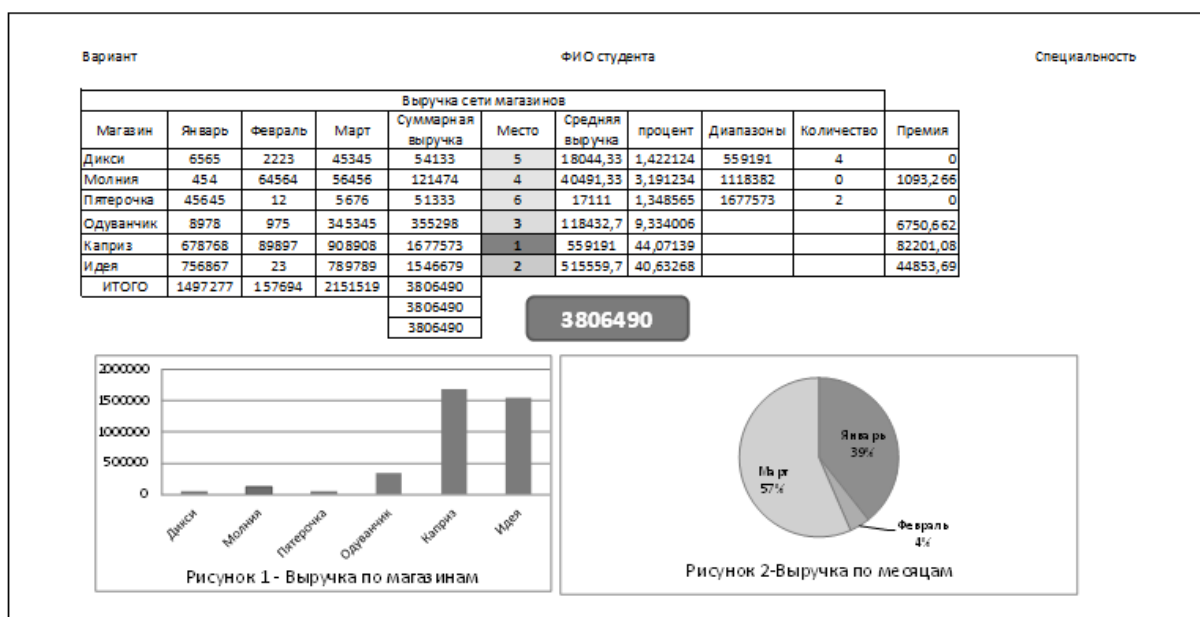 Вариант ФИО студента Специальность
Выручка сети магазинов
Магазин Январь Февраль Март Суммарная выручка Место Средняя выручка процент Диапазоны Количество Премия
Дикси 6565 2223 45345 54133 5 18044,33 1,422124 559191 4 0
Молния 454 64564 56456 121474 4 40491,33 3,191234 1118382 0 1093,266
Пятерочка 45645 12 5676 51333 6 17111 1,348565 1677573 2 0
Одуванчик 8978 975 345345 355298 3 118432,7 9,334006 6750,662
Каприз 678768 89897 908908 1677573 1 559191 44,07139 82201,08
Идея 756867 23 789789 1546679 2 515559,7 40,63268 44853,69
ИТОГО 1497277 157694 2151519 3806490
3806490
3806490
3806490
2000000
1500000
1000000
500000
0
Дикси Молния Пятерочка Одуванчик Каприз Идея
Рисунок 1 - Выручка по магазинам
Январь
39%
Март
57%
Февраль
4%
Рисунок 2-Выручка по месяцам